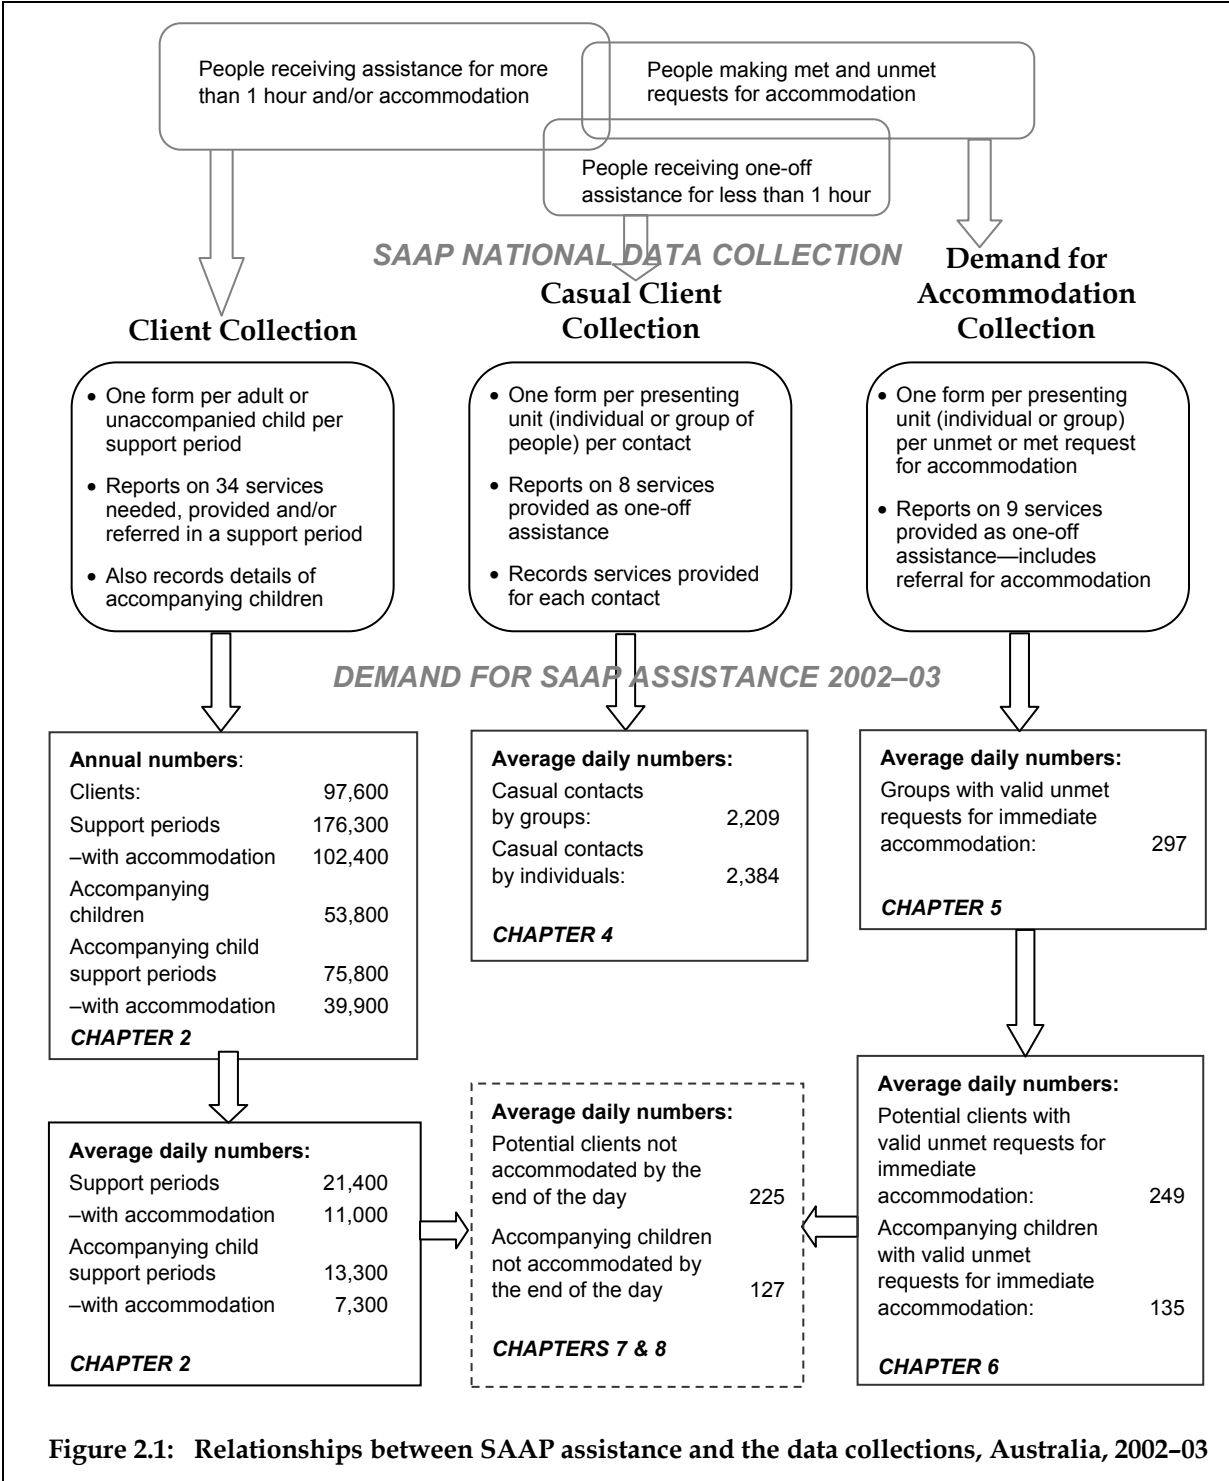 People receiving assistance for more
than 1 hour and/or accommodation
People making met and unmet
requests for accommodation
People receiving one-off
assistance for less than 1 hour
SAAP NATIONAL DATA COLLECTION
Client Collection
Casual Client
Collection
Demand for
Accommodation
Collection
• One form per adult or
unaccompanied child per
support period
• Reports on 34 services
needed, provided and/or
referred in a support period
• Also records details of
accompanying children
• One form per presenting
unit (individual or group of
people) per contact
• Reports on 8 services
provided as one-off
assistance
• Records services provided
for each contact
• One form per presenting
unit (individual or group)
per unmet or met request
for accommodation
• Reports on 9 services
provided as one-off
assistance—includes
referral for accommodation
DEMAND FOR SAAP ASSISTANCE 2002–03
Annual numbers:
Clients: 97,600
Support periods 176,300
–with accommodation 102,400
Accompanying
children 53,800
Accompanying child
support periods 75,800
–with accommodation 39,900
CHAPTER 2
Average daily numbers:
Casual contacts
by groups: 2,209
Casual contacts
by individuals: 2,384
CHAPTER 4
Average daily numbers:
Groups with valid unmet
requests for immediate
accommodation: 297
CHAPTER 5
Average daily numbers:
Support periods 21,400
–with accommodation 11,000
Accompanying child
support periods 13,300
–with accommodation 7,300
CHAPTER 2
Average daily numbers:
Potential clients not
accommodated by the
end of the day 225
Accompanying children
not accommodated by
the end of the day 127
CHAPTERS 7 & 8
Average daily numbers:
Potential clients with
valid unmet requests for
immediate
accommodation: 249
Accompanying children
with valid unmet
requests for immediate
accommodation: 135
CHAPTER 6
Figure 2.1: Relationships between SAAP assistance and the data collections, Australia, 2002–03